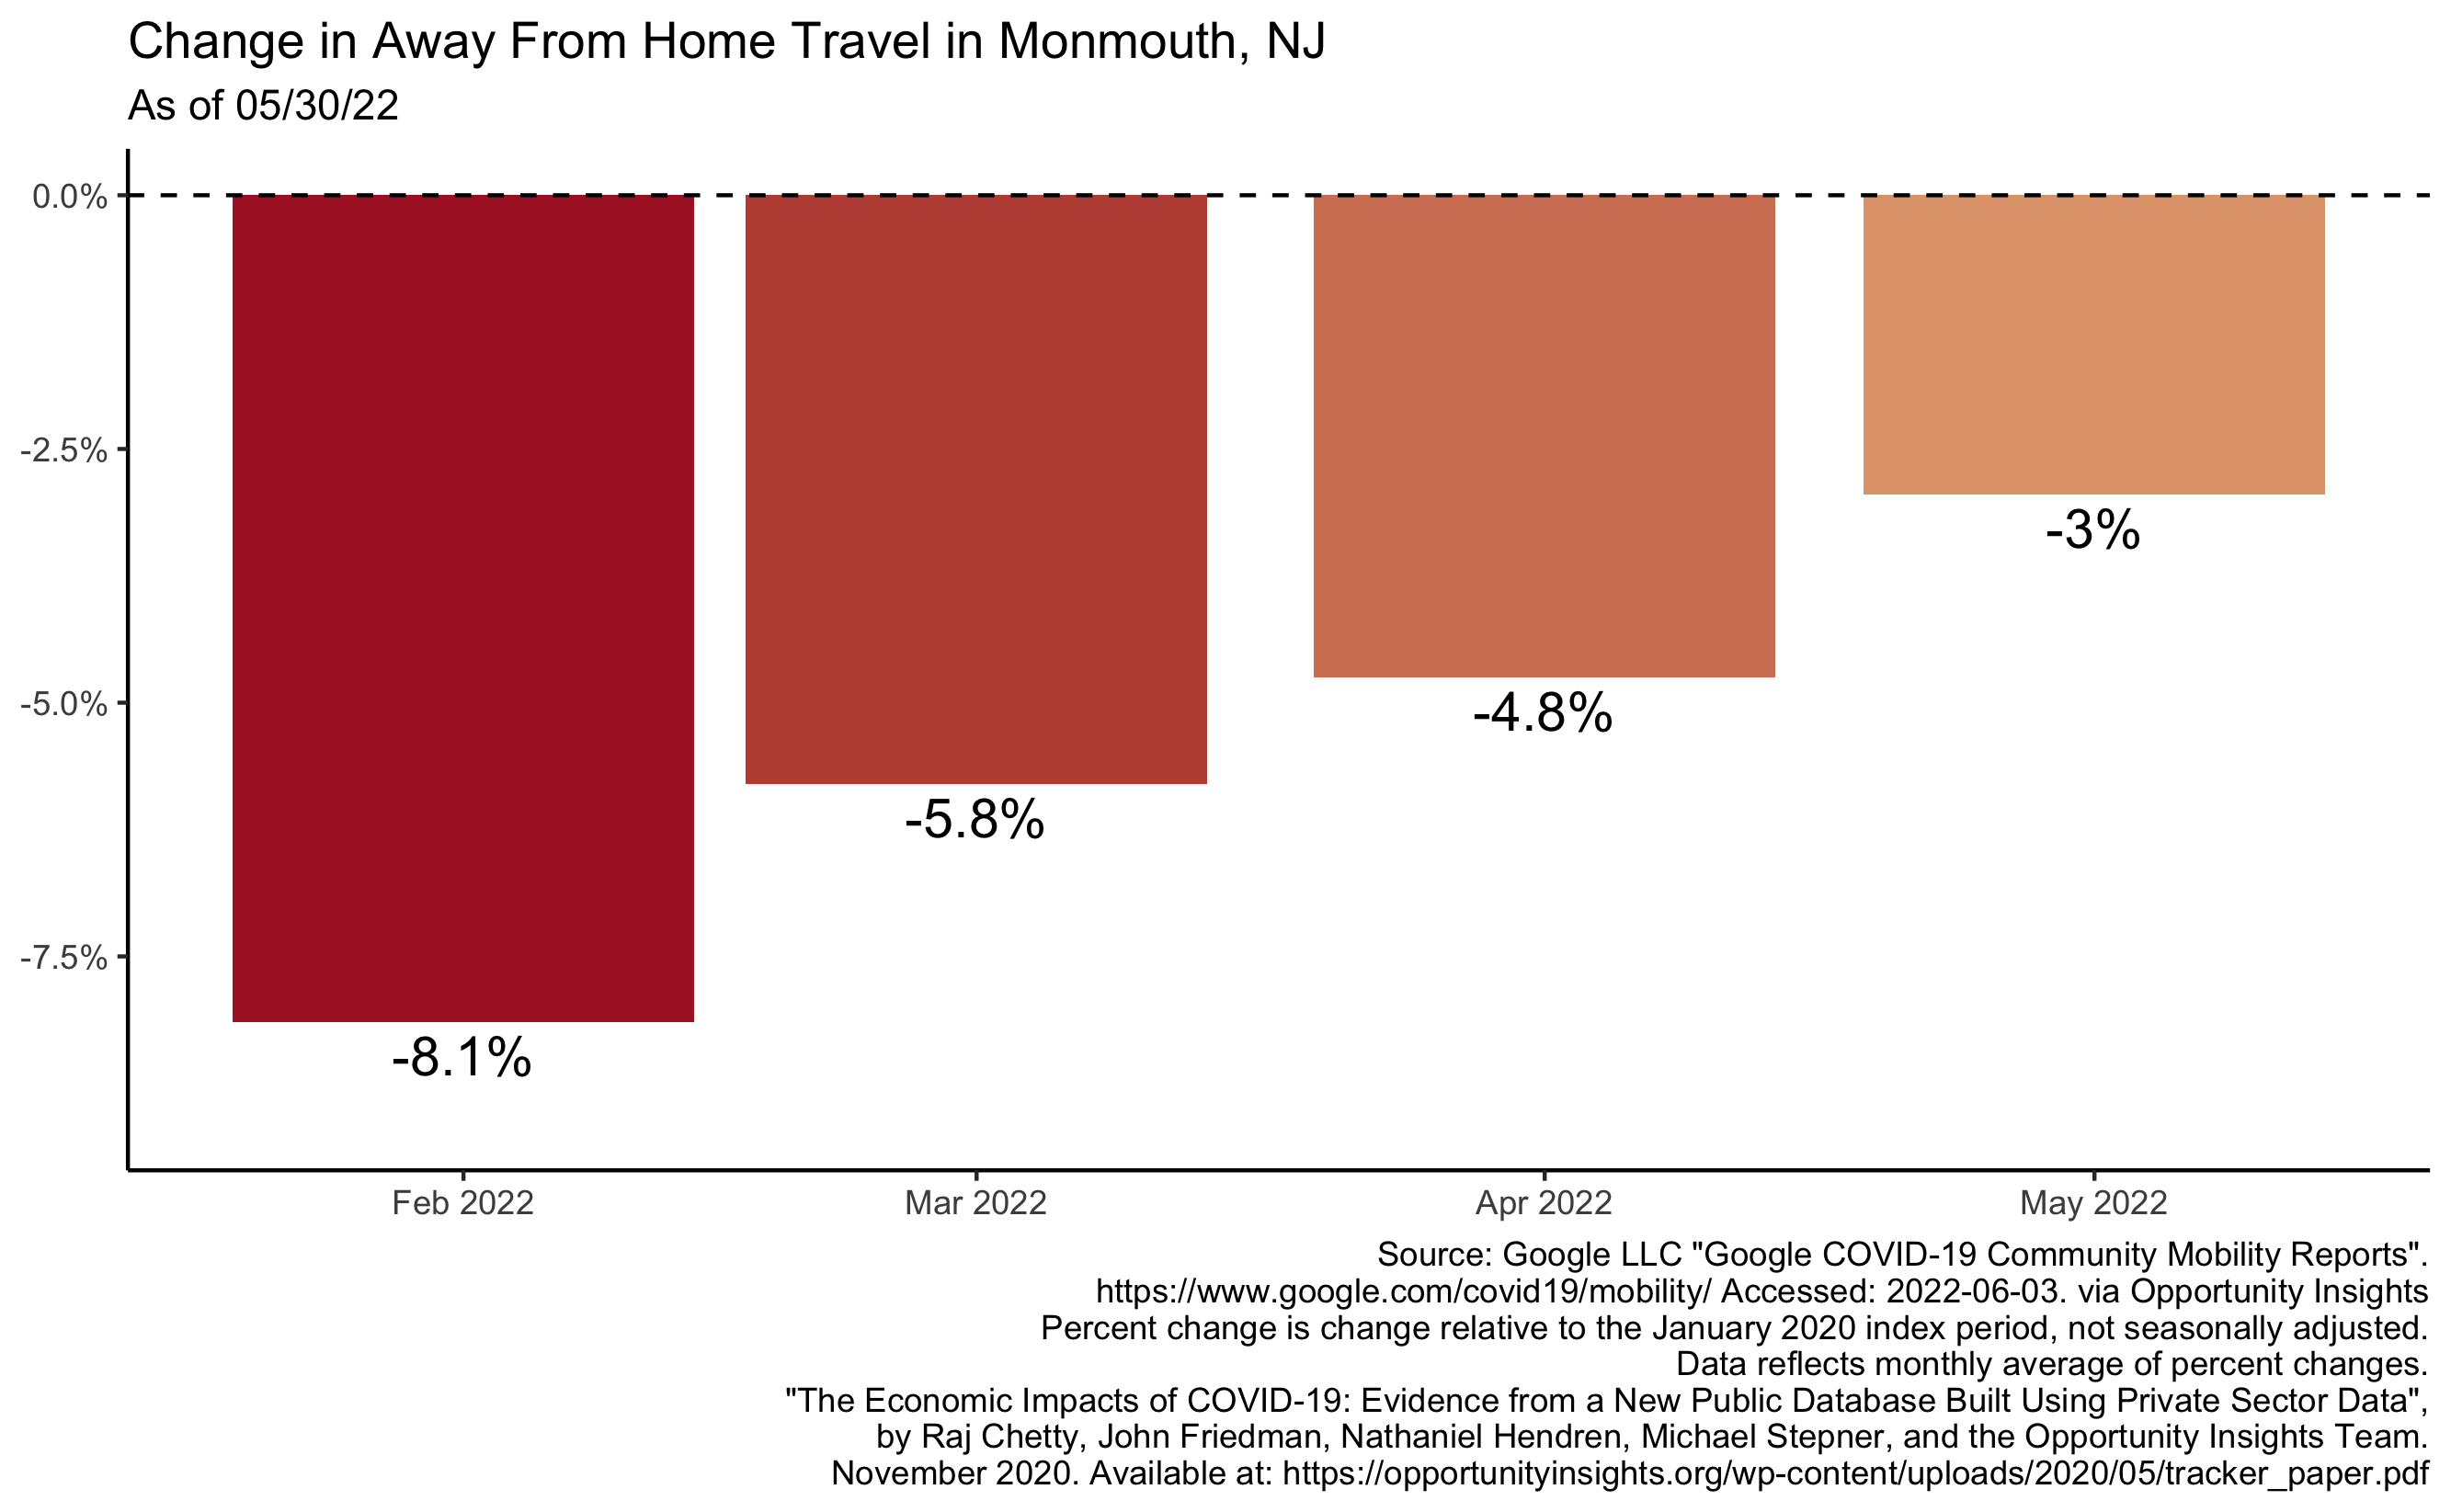 Change in Away From Home Travel in Monmouth, NJ
As of 05/30/22
0.0%
-2.5%
-5.0%
-7.5%
-8.1%
-5.8%
-4.8%
-3%
Feb 2022
Mar 2022
Apr 2022
May 2022
Source: Google LLC "Google COVID-19 Community Mobility Reports".
https://www.google.com/covid19/mobility/ Accessed: 2022-06-03. via Opportunity Insights
Percent change is change relative to the January 2020 index period, not seasonally adjusted.
Data reflects monthly average of percent changes.
"The Economic Impacts of COVID-19: Evidence from a New Public Database Built Using Private Sector Data",
by Raj Chetty, John Friedman, Nathaniel Hendren, Michael Stepner, and the Opportunity Insights Team.
November 2020. Available at: https://opportunityinsights.org/wp-content/uploads/2020/05/tracker_paper.pdf